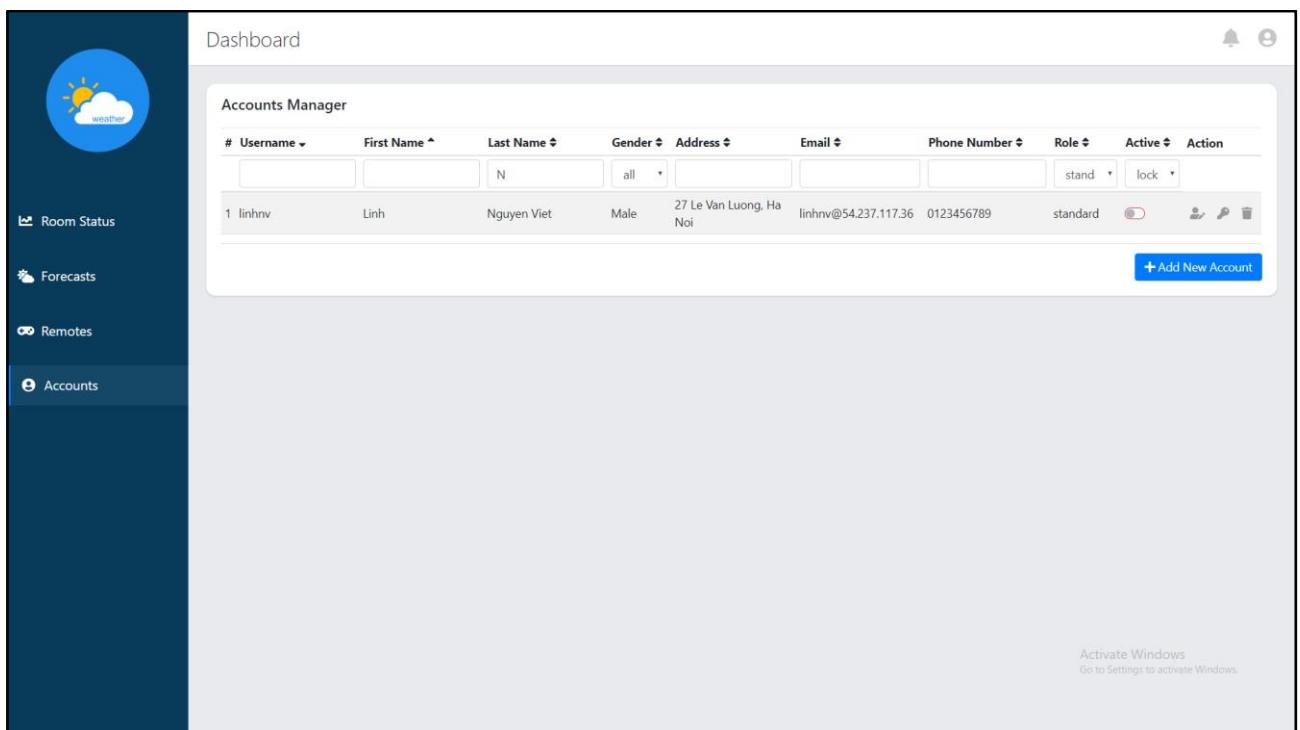 Dashboard
weather
Room Status
Forecasts
Remotes
Accounts
Accounts Manager
# Username First Name Last Name Gender Address Email Phone Number Role Active Action
N all stand lock
1 linhnv Linh Nguyen Viet Male 27 Le Van Luong, Ha linhnv@54.237.117.36 0123456789 standard
Noi
+ Add New Account
Activate Windows
Go to Settings to activate Windows.